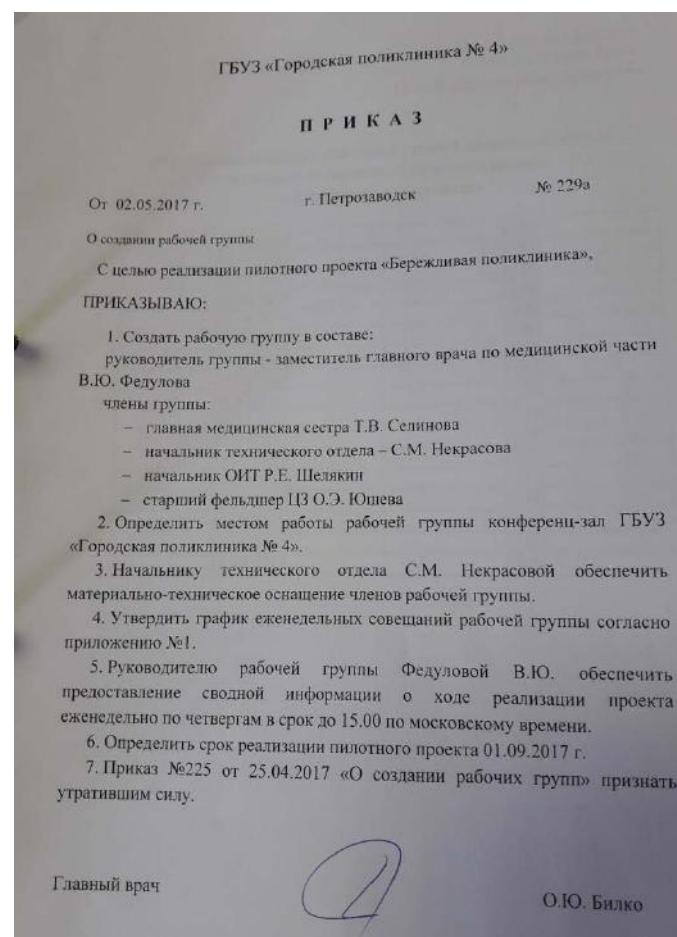 ГБУЗ «Городская поликлиника № 4»
П Р И К А З
От 02.05.2017 г. г. Петрозаводск № 229а
О создании рабочей группы
С целью реализации пилотного проекта «Бережливая поликлиника»,
ПРИКАЗЫВАЮ:
1. Создать рабочую группу в составе:
руководитель группы - заместитель главного врача по медицинской части
В.Ю. Федулова
члены группы:
– главная медицинская сестра Т.В. Селинова
– начальник технического отдела – С.М. Некрасова
– начальник ОИТ Р.Е. Шелякин
– старший фельдшер ЦЗ О.Э. Юшева
2. Определить местом работы рабочей группы конференц-зал ГБУЗ
«Городская поликлиника № 4».
3. Начальнику технического отдела С.М. Некрасовой обеспечить
материально-техническое оснащение членов рабочей группы.
4. Утвердить график еженедельных совещаний рабочей группы согласно
приложению №1.
5. Руководителю рабочей группы Федуловой В.Ю. обеспечить
предоставление сводной информации о ходе реализации проекта
еженедельно по четвергам в срок до 15.00 по московскому времени.
6. Определить срок реализации пилотного проекта 01.09.2017 г.
7. Приказ №225 от 25.04.2017 «О создании рабочих групп» признать
утратившим силу.
Главный врач О.Ю. Билко